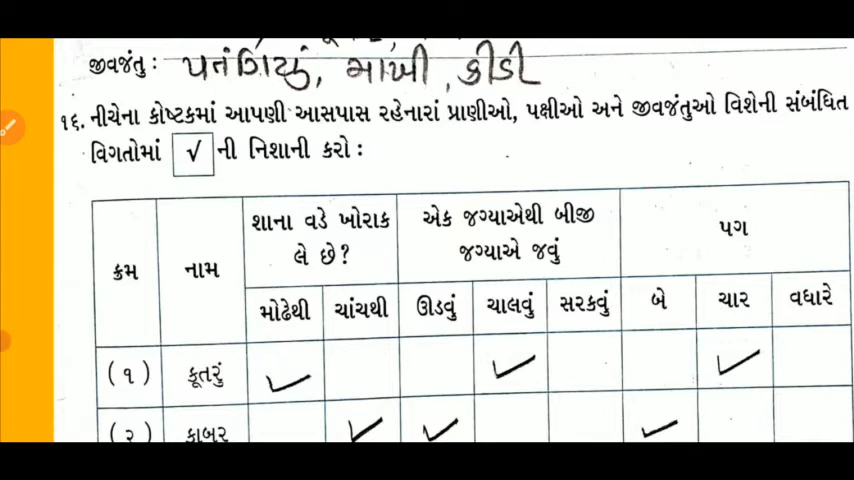 જીવજંતુ : પતંગિયું, માખી, કીડી
૧૬. નીચેના કોષ્ટકમાં આપણી આસપાસ રહેનારાં પ્રાણીઓ, પક્ષીઓ અને જીવજંતુઓ વિશેની સંબંધિત
વિગતોમાં √ ની નિશાની કરો :
ક્રમ નામ શાના વડે ખોરાક લે છે? એક જગ્યાએથી બીજી જગ્યાએ જવું પગ
મોઢેથી ચાંચથી ઊડવું ચાલવું સરકવું બે ચાર વધારે
(૧) કૂતરું ✓ ✓ ✓
(૨) કાબર ✓ ✓ ✓